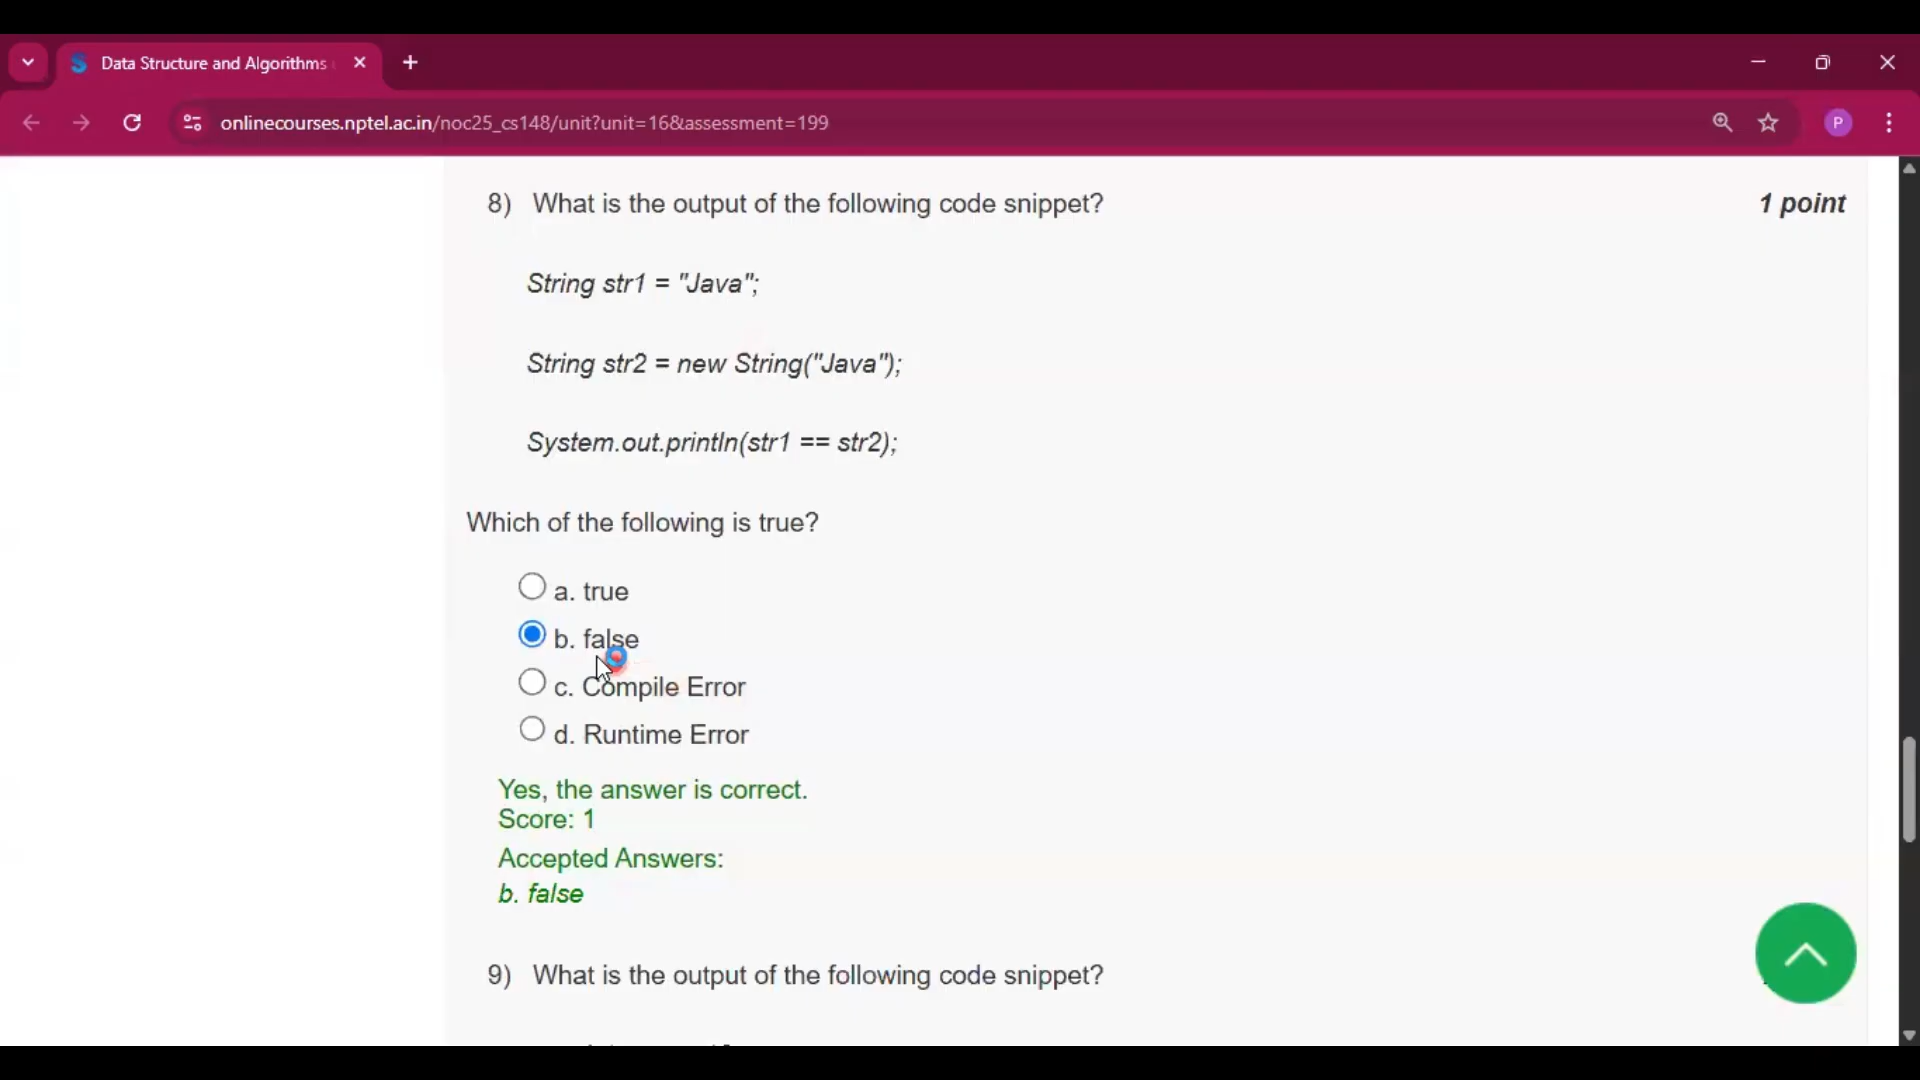 Data Structure and Algorithms
onlinecourses.nptel.ac.in/noc25_cs148/unit?unit=16&assessment=199
P
8) What is the output of the following code snippet?
1 point
String str1 = "Java";
String str2 = new String("Java");
System.out.println(str1 == str2);
Which of the following is true?
a. true
b. false
c. Compile Error
d. Runtime Error
Yes, the answer is correct.
Score: 1
Accepted Answers:
b. false
9) What is the output of the following code snippet?